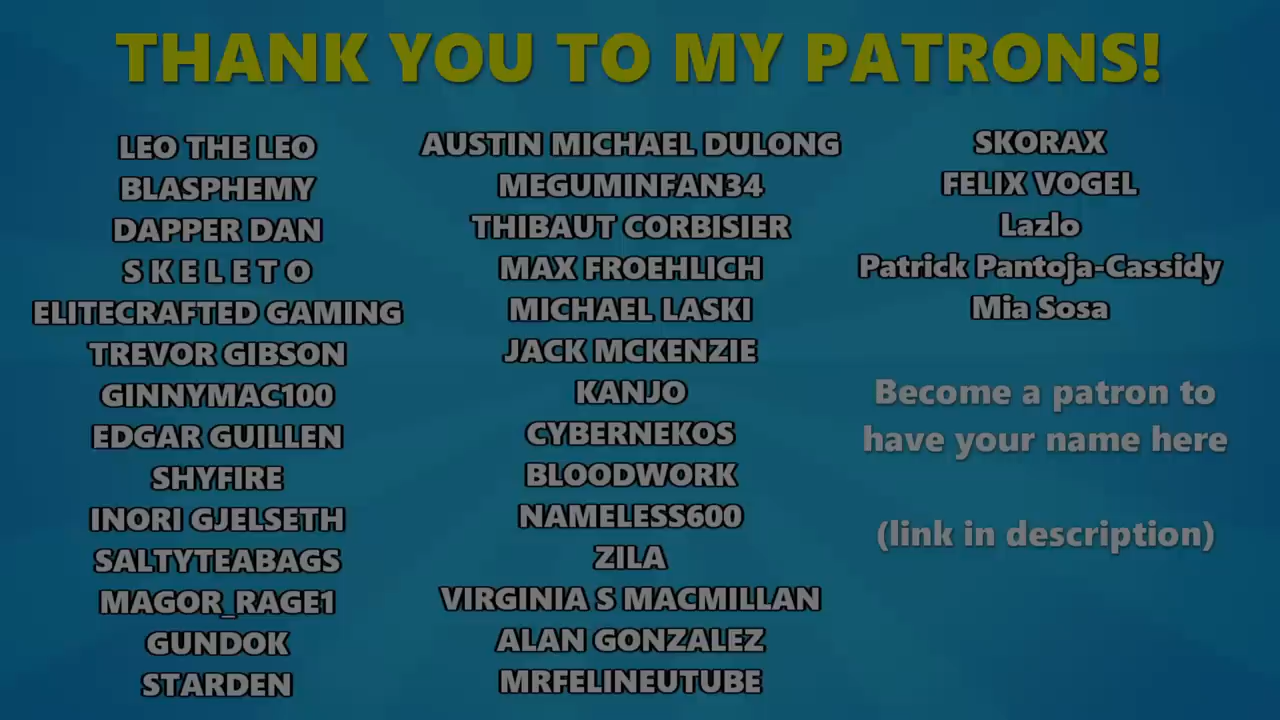 THANK YOU TO MY PATRONS!
LEO THE LEO
BLASPHEMY
DAPPER DAN
S K E L E T O
ELITECRAFTED GAMING
TREVOR GIBSON
GINNYMAC100
EDGAR GUILLEN
SHYFIRE
INORI GJELSETH
SALTYTEABAGS
MAGOR_RAGE1
GUNDOK
STARDEN
AUSTIN MICHAEL DULONG
MEGUMINFAN34
THIBAUT CORBISIER
MAX FROEHLICH
MICHAEL LASKI
JACK MCKENZIE
KANJO
CYBERNEKOS
BLOODWORK
NAMELESS600
ZILA
VIRGINIA S MACMILLAN
ALAN GONZALEZ
MRFELINEUTUBE
SKORAX
FELIX VOGEL
Lazlo
Patrick Pantoja-Cassidy
Mia Sosa
Become a patron to
have your name here
(link in description)